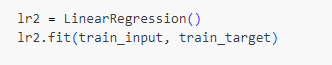 lr2 = LinearRegression()
lr2.fit(train_input, train_target)